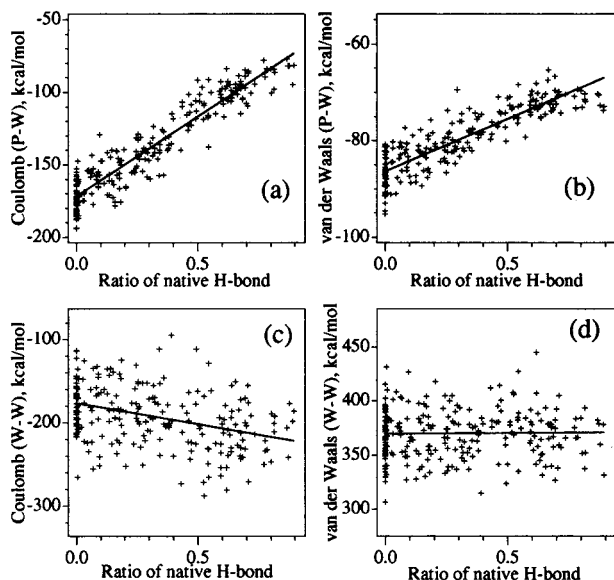 -50
-100
-150
-200
Coulomb (P-W), kcal/mol
(a)
0.0
0.5
Ratio of native H-bond
-60
-80
-100
van der Waals (P-W), kcal/mol
(b)
0.0
0.5
Ratio of native H-bond
-100
-200
-300
Coulomb (W-W), kcal/mol
(c)
0.0
0.5
Ratio of native H-bond
450
400
350
300
van der Waals (W-W), kcal/mol
(d)
0.0
0.5
Ratio of native H-bond